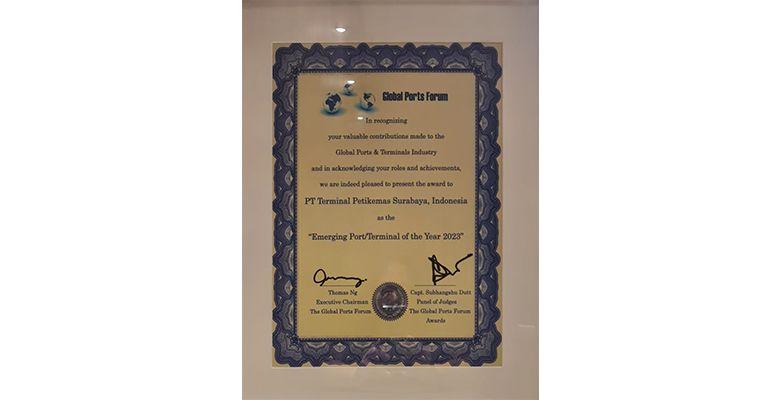 Global Ports Forum
In recognizing
your valuable contributions made to the
Global Ports & Terminals Industry
and in acknowledging your roles and achievements,
we are indeed pleased to present the award to
PT Terminal Petikemas Surabaya, Indonesia
as the
“Emerging Port/Terminal of the Year 2023”
Thomas Ng
Executive Chairman
The Global Ports Forum
Capt. Subhangshu Dutt
Panel of Judges
The Global Ports Forum
Awards